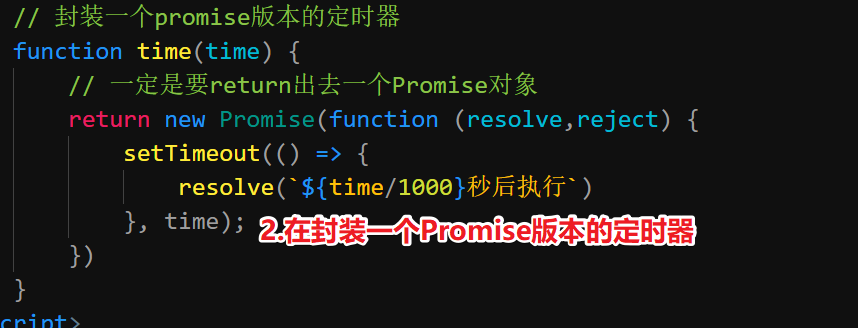 // 封装一个promise版本的定时器
function time(time) {
// 一定是要return出去一个Promise对象
return new Promise(function (resolve,reject) {
setTimeout(() => {
resolve(`${time/1000}秒后执行`)
}, time); 2.在封装一个Promise版本的定时器
})
}
cript>